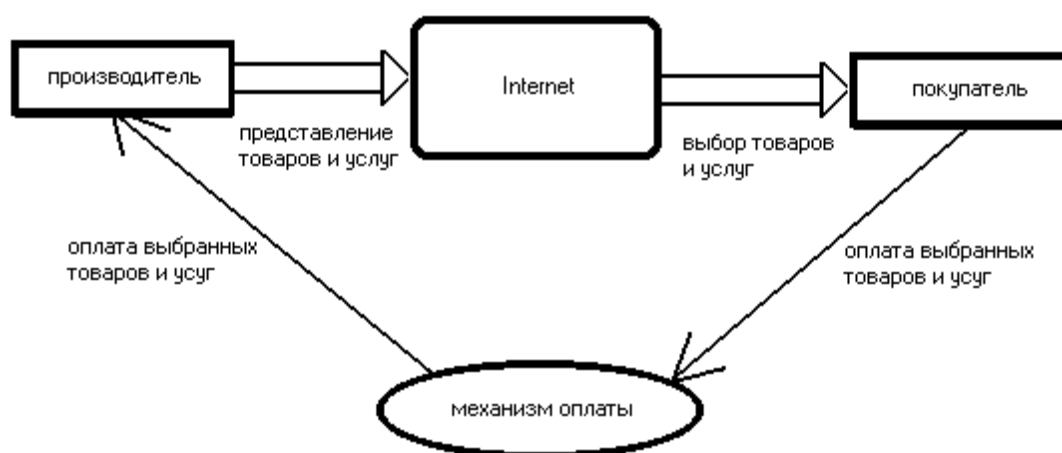 производитель
Internet
покупатель
представление
товаров и услуг
выбор товаров
и услуг
оплата выбранных
товаров и усуг
оплата выбранных
товаров и усуг
механизм оплаты